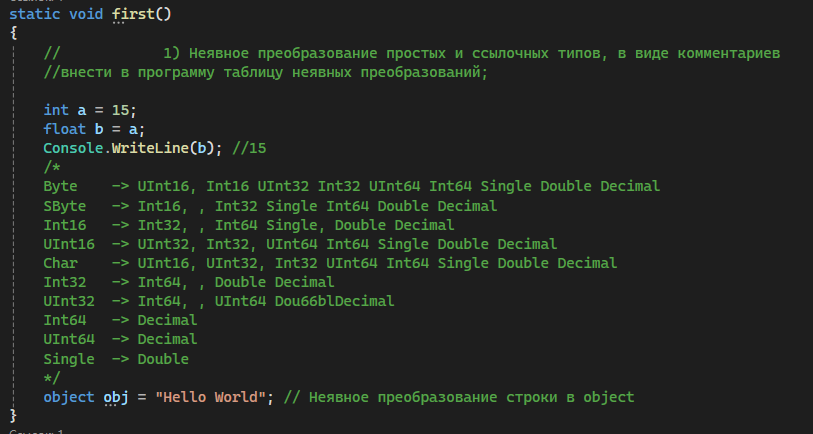 static void first()
{
//            1) Неявное преобразование простых и ссылочных типов, в виде комментариев
//внести в программу таблицу неявных преобразований;
int a = 15;
float b = a;
Console.WriteLine(b); //15
/*
Byte    -> UInt16, Int16 UInt32 Int32 UInt64 Int64 Single Double Decimal
SByte   -> Int16, , Int32 Single Int64 Double Decimal
Int16   -> Int32, , Int64 Single, Double Decimal
UInt16  -> UInt32, Int32, UInt64 Int64 Single Double Decimal
Char    -> UInt16, UInt32, Int32 UInt64 Int64 Single Double Decimal
Int32   -> Int64, , Double Decimal
UInt32  -> Int64, , UInt64 Dou66blDecimal
Int64   -> Decimal
UInt64  -> Decimal
Single  -> Double
*/
object obj = "Hello World"; // Неявное преобразование строки в object
}